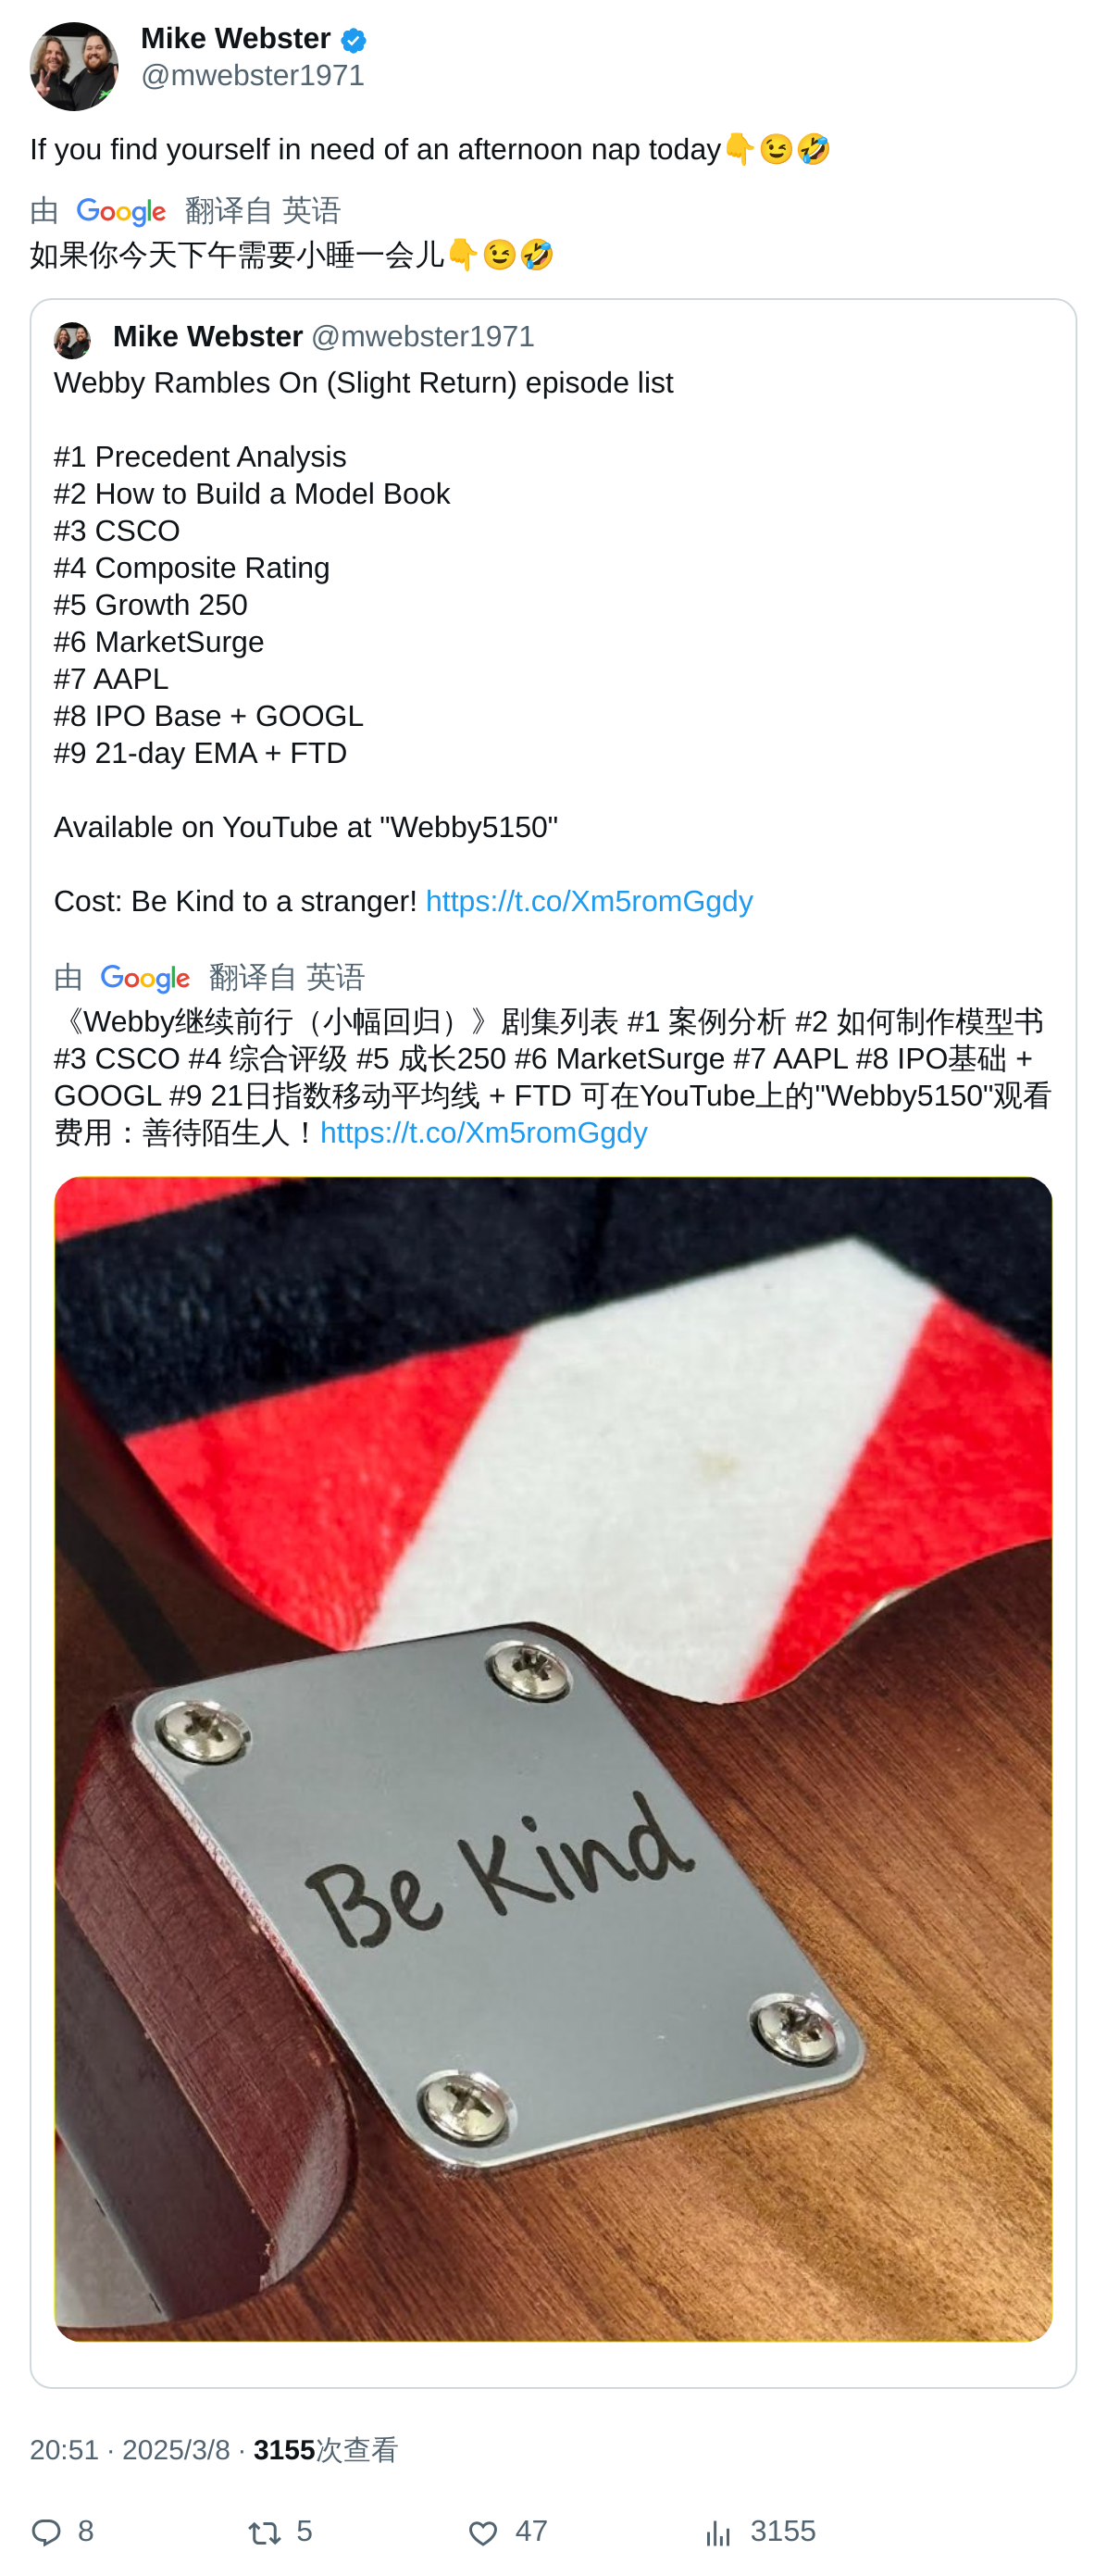 Mike Webster
@mwebster1971
If you find yourself in need of an afternoon nap today👇😉🤣
由 Google 翻译自 英语
如果你今天下午需要小睡一会儿👇😉🤣
Mike Webster @mwebster1971
Webby Rambles On (Slight Return) episode list
#1 Precedent Analysis
#2 How to Build a Model Book
#3 CSCO
#4 Composite Rating
#5 Growth 250
#6 MarketSurge
#7 AAPL
#8 IPO Base + GOOGL
#9 21-day EMA + FTD
Available on YouTube at "Webby5150"
Cost: Be Kind to a stranger! https://t.co/Xm5romGgdy
由 Google 翻译自 英语
《Webby继续前行（小幅回归）》剧集列表 #1 案例分析 #2 如何制作模型书
#3 CSCO #4 综合评级 #5 成长250 #6 MarketSurge #7 AAPL #8 IPO基础 +
GOOGL #9 21日指数移动平均线 + FTD 可在YouTube上的"Webby5150"观看
费用：善待陌生人！https://t.co/Xm5romGgdy
Be Kind
20:51 · 2025/3/8 · 3155次查看
8 5 47 3155